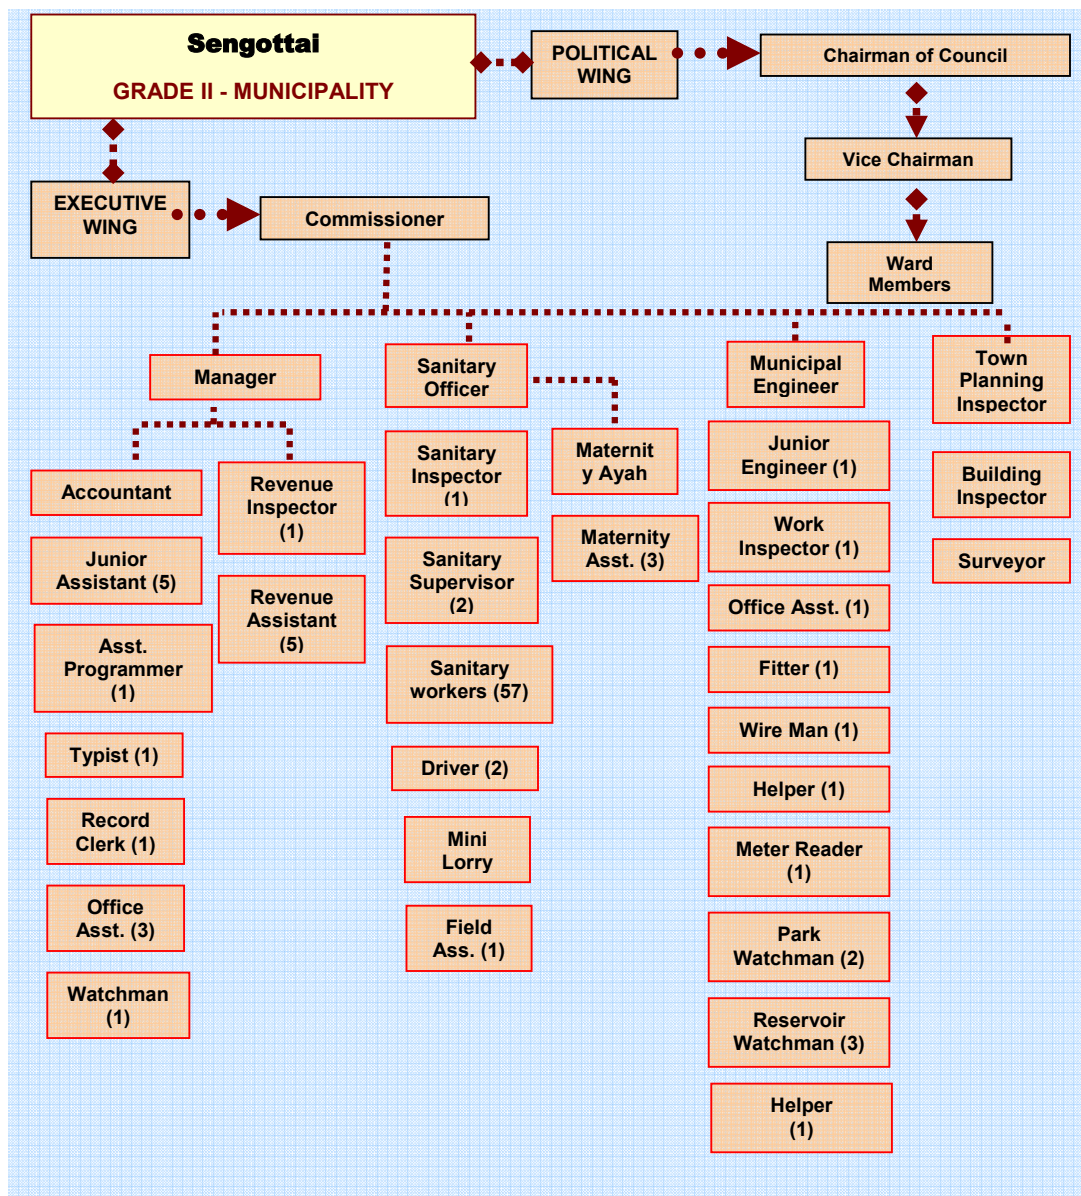 Sengottai
GRADE II - MUNICIPALITY
POLITICAL
WING
Chairman of Council
Vice Chairman
Ward
Members
EXECUTIVE
WING
Commissioner
Manager
Accountant
Junior
Assistant (5)
Asst.
Programmer
(1)
Typist (1)
Record
Clerk (1)
Office
Asst. (3)
Watchman
(1)
Revenue
Inspector
(1)
Revenue
Assistant
(5)
Sanitary
Officer
Sanitary
Inspector
(1)
Sanitary
Supervisor
(2)
Sanitary
workers (57)
Driver (2)
Mini
Lorry
Field
Ass. (1)
Maternit
y Ayah
Maternity
Asst. (3)
Municipal
Engineer
Junior
Engineer (1)
Work
Inspector (1)
Office Asst. (1)
Fitter (1)
Wire Man (1)
Helper (1)
Meter Reader
(1)
Park
Watchman (2)
Reservoir
Watchman (3)
Helper
(1)
Town
Planning
Inspector
Building
Inspector
Surveyor